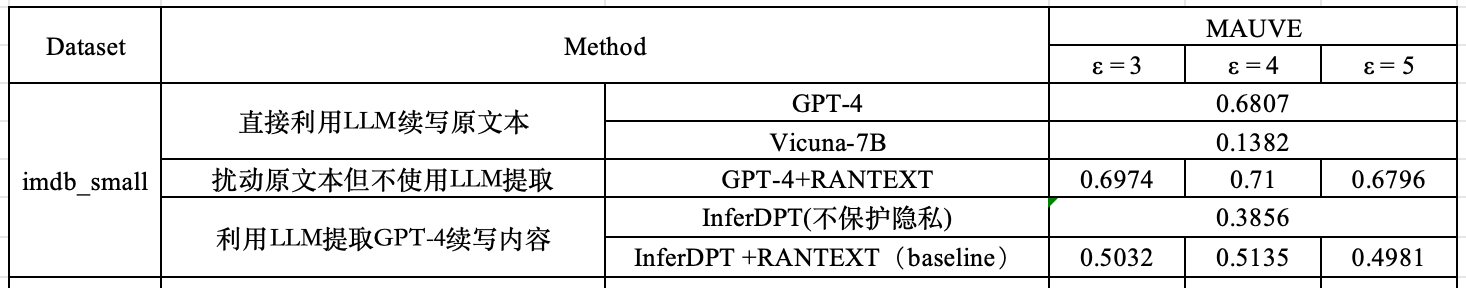 Dataset Method MAUVE
ε = 3 ε = 4 ε = 5
imdb_small 直接利用LLM续写原文本 GPT-4 0.6807
Vicuna-7B 0.1382
扰动原文本但不使用LLM提取 GPT-4+RANTEXT 0.6974 0.71 0.6796
利用LLM提取GPT-4续写内容 InferDPT(不保护隐私) 0.3856
InferDPT +RANTEXT（baseline） 0.5032 0.5135 0.4981